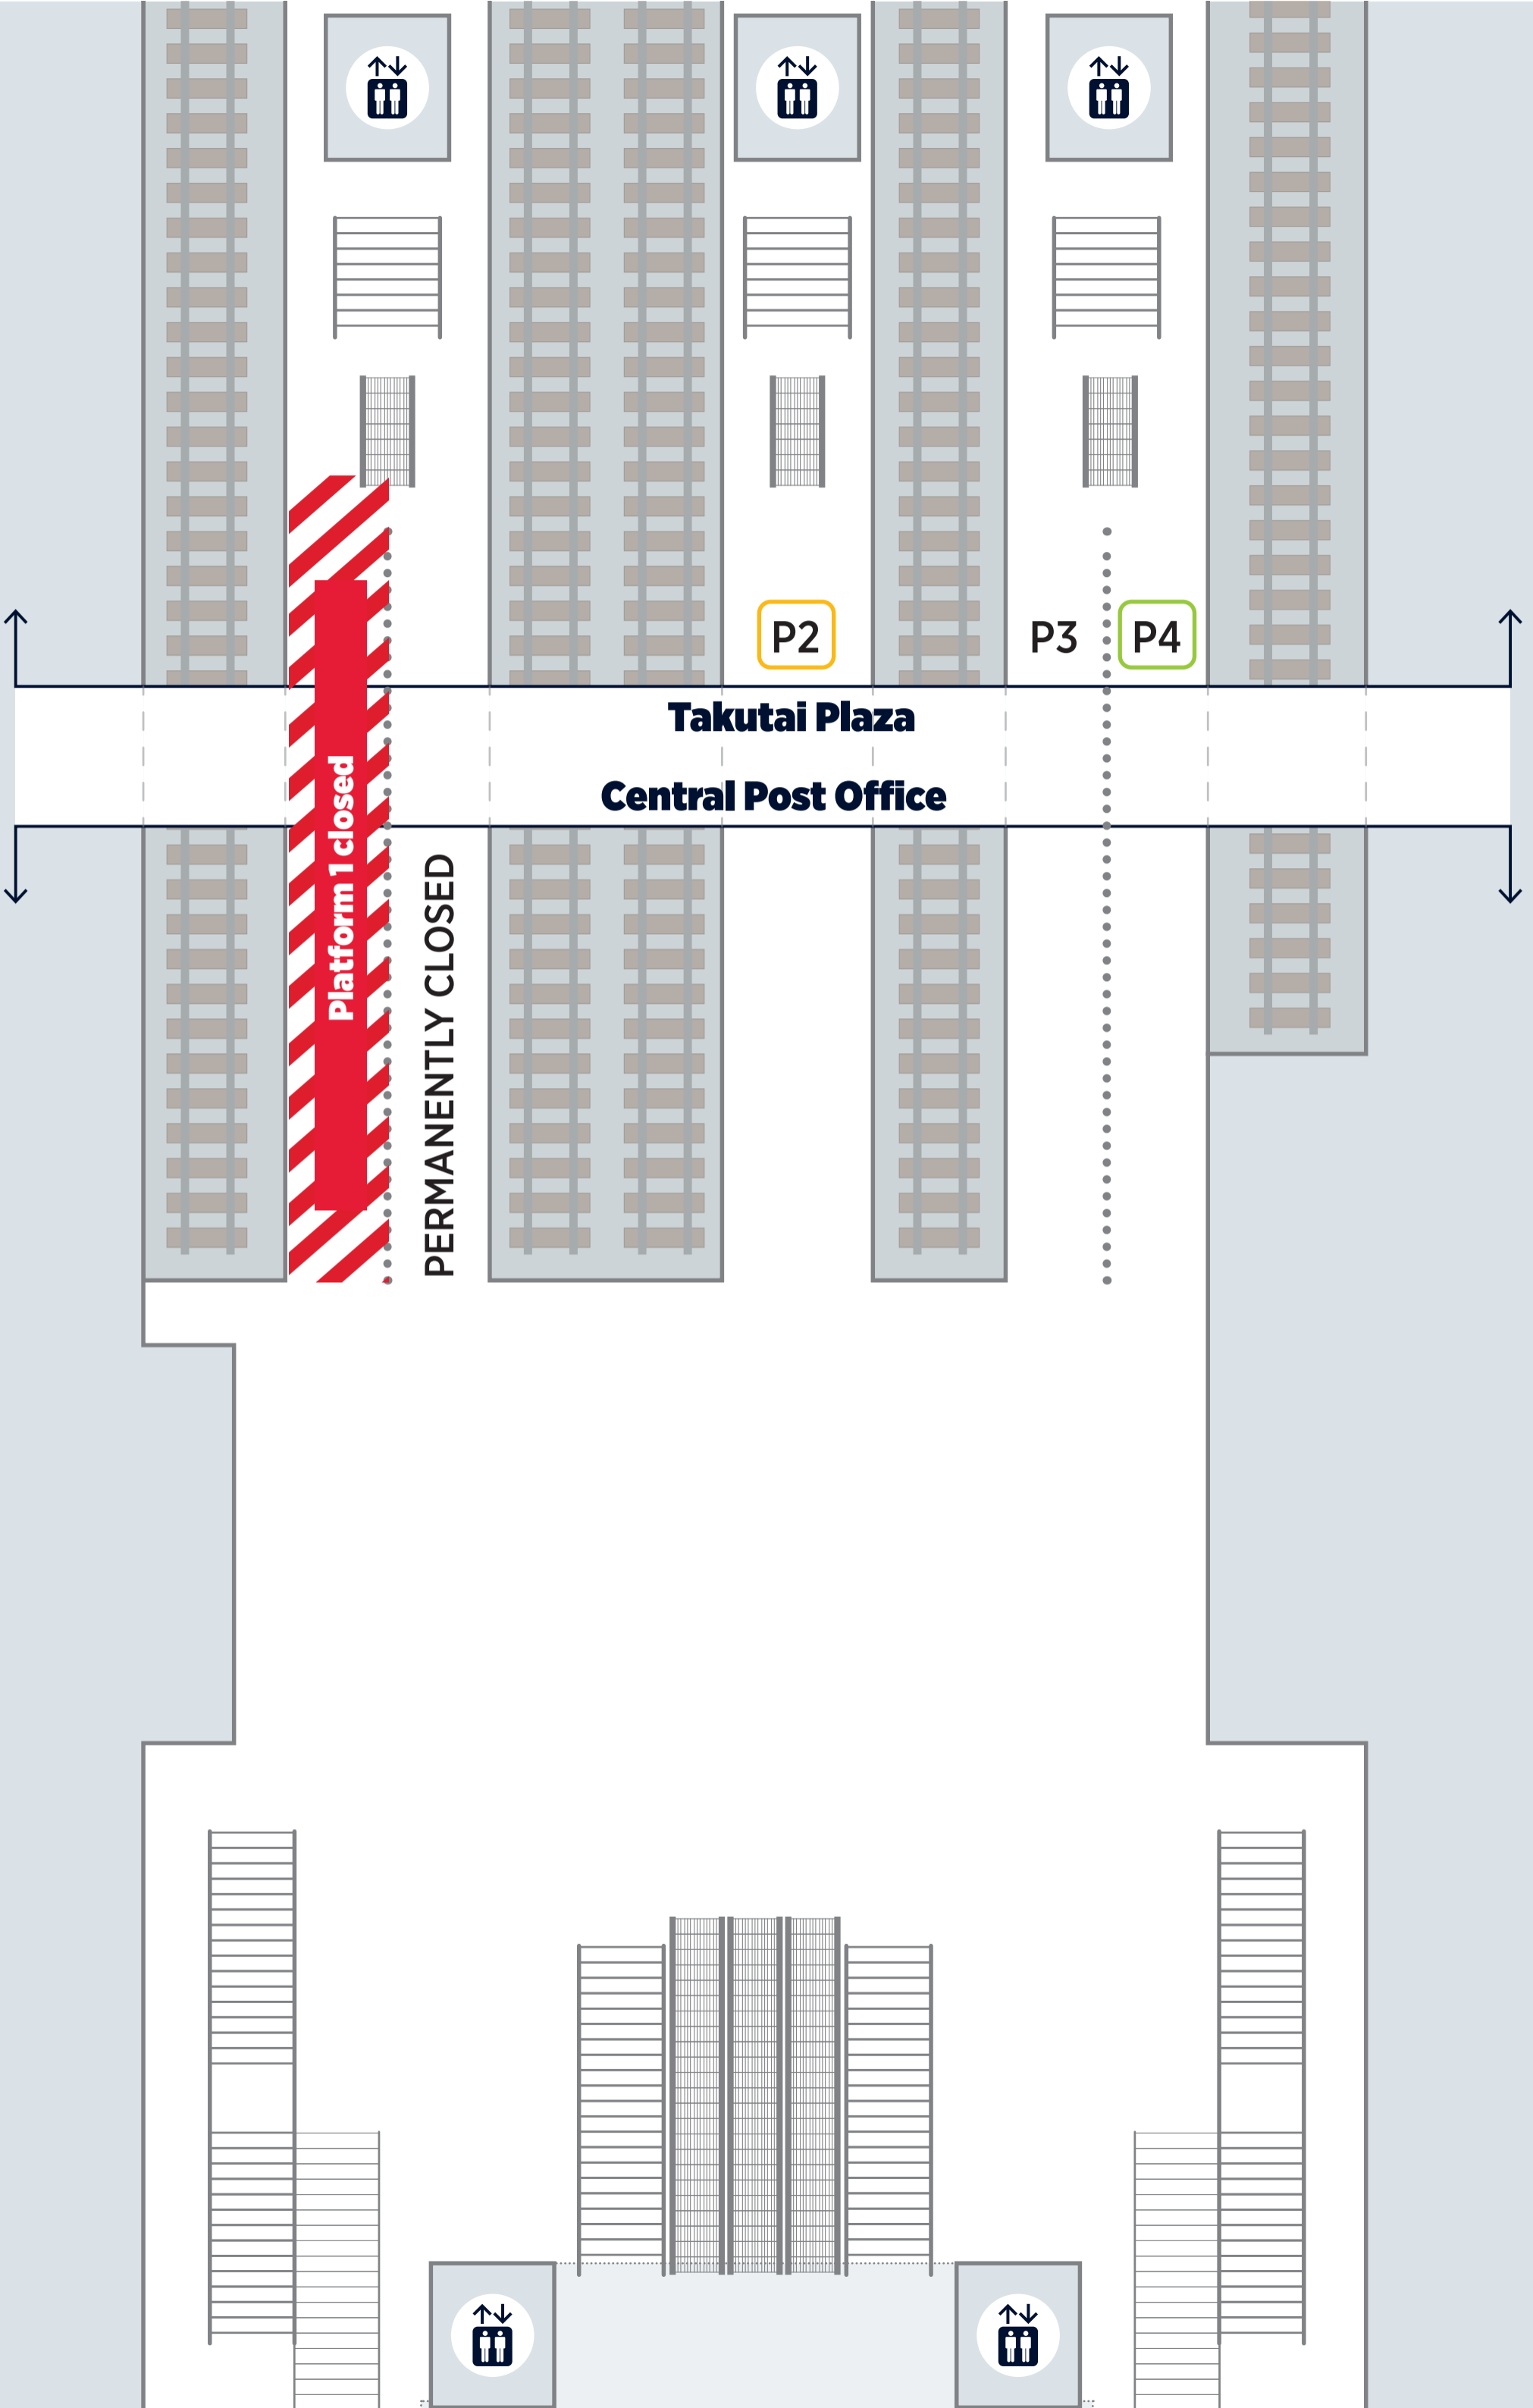 P2
P3
P4
Takutai Plaza
Central Post Office
Platform 1 closed
PERMANENTLY CLOSED